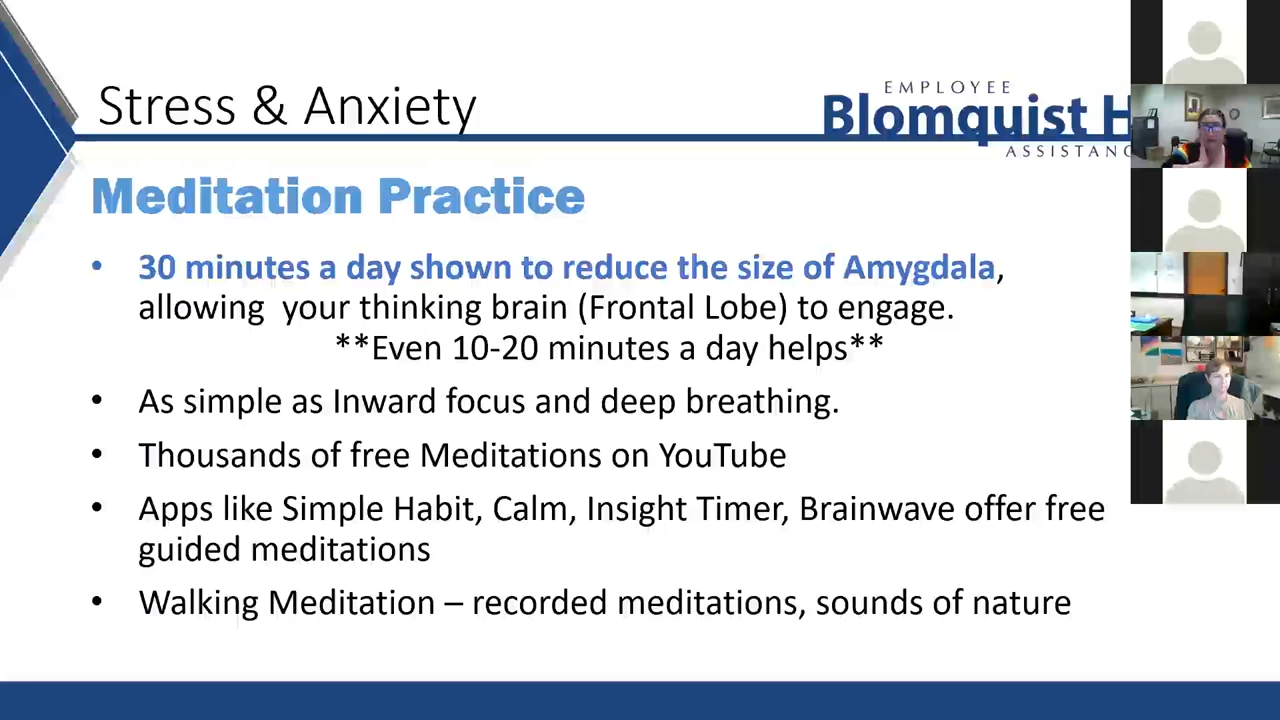 Stress & Anxiety
EMPLOYEE
Blomquist H
ASSISTANC
Meditation Practice
• 30 minutes a day shown to reduce the size of Amygdala,
allowing  your thinking brain (Frontal Lobe) to engage.
**Even 10-20 minutes a day helps**
• As simple as Inward focus and deep breathing.
• Thousands of free Meditations on YouTube
• Apps like Simple Habit, Calm, Insight Timer, Brainwave offer free
guided meditations
• Walking Meditation – recorded meditations, sounds of nature